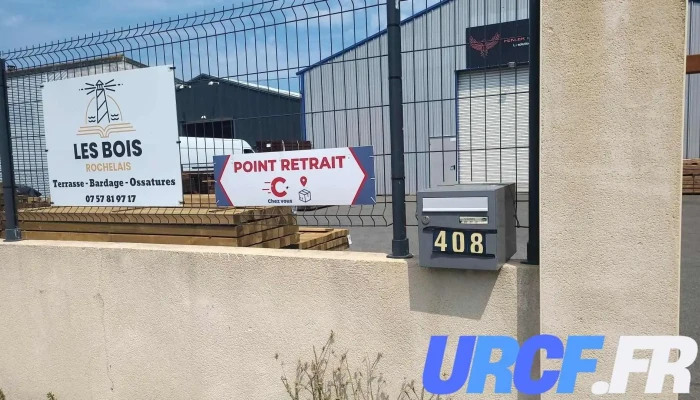 LES BOIS
ROCHELAIS
Terrasse - Bardage - Ossatures
07 57 81 97 17
POINT RETRAIT
C
Chez vous
408
URCF.FR